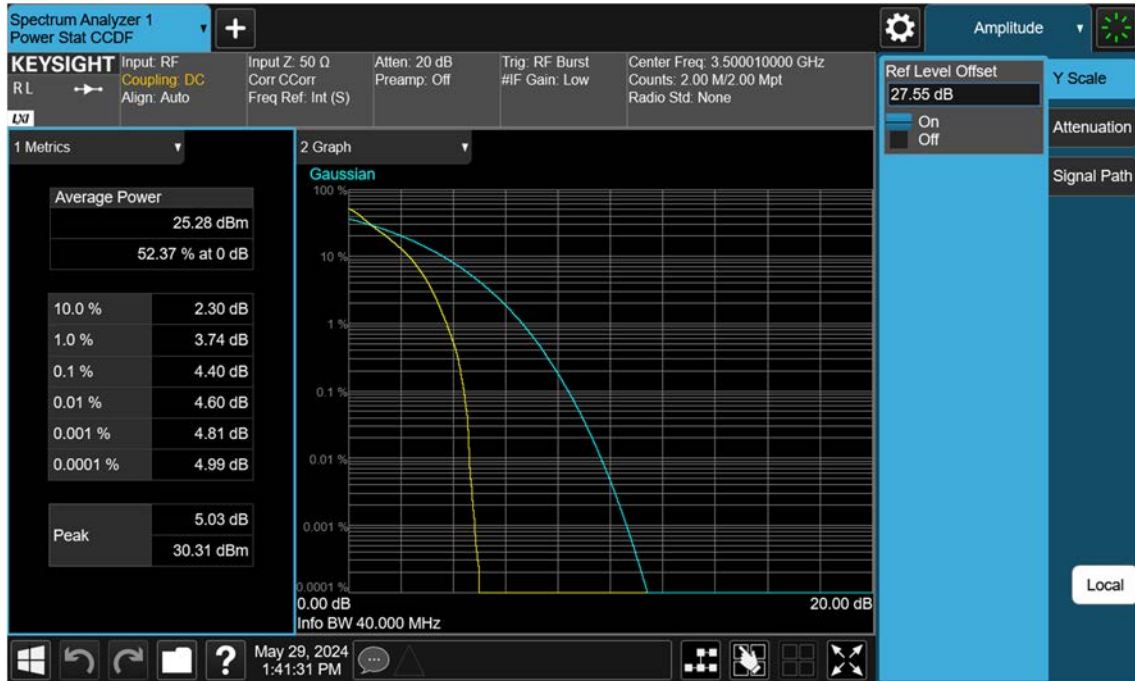 Spectrum Analyzer 1
Power Stat CCDF
Amplitude
KEYSIGHT
R L
LXI
Input: RF
Coupling: DC
Align: Auto
Input Z: 50 Ω
Corr CCorr
Freq Ref: Int (S)
Atten: 20 dB
Preamp: Off
Trig: RF Burst
#IF Gain: Low
Center Freq: 3.500010000 GHz
Counts: 2.00 M/2.00 Mpt
Radio Std: None
Ref Level Offset
27.55 dB
On
Off
Y Scale
Attenuation
Signal Path
1 Metrics
Average Power
25.28 dBm
52.37 % at 0 dB
10.0 % 2.30 dB
1.0 % 3.74 dB
0.1 % 4.40 dB
0.01 % 4.60 dB
0.001 % 4.81 dB
0.0001 % 4.99 dB
Peak
5.03 dB
30.31 dBm
2 Graph
Gaussian
100 %
10 %
1 %
0.1 %
0.01 %
0.001 %
0.0001 %
0.00 dB 20.00 dB
Info BW 40.000 MHz
Local
?
May 29, 2024
1:41:31 PM